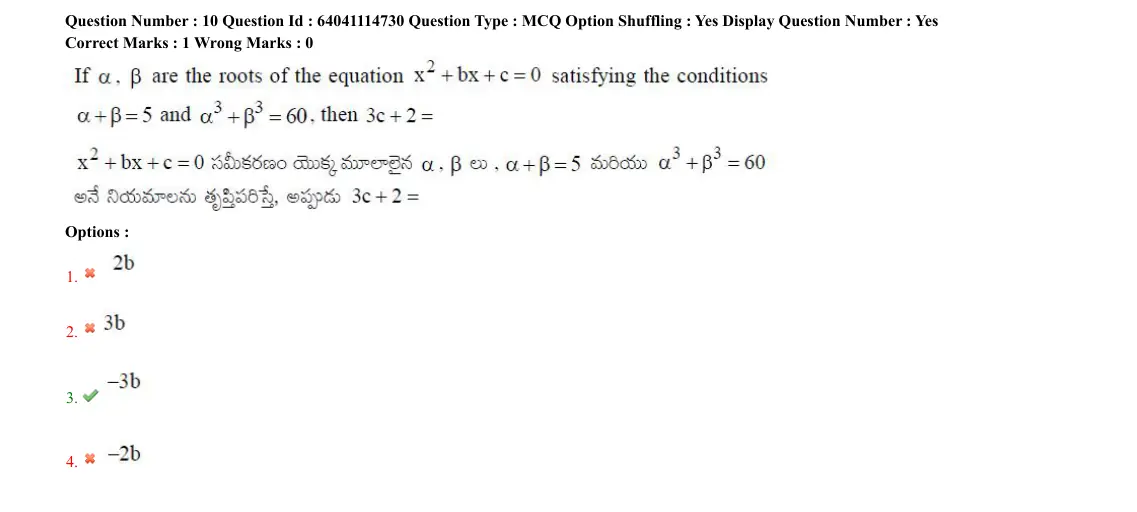 Question Number : 10 Question Id : 64041114730 Question Type : MCQ Option Shuffling : Yes Display Question Number : Yes
Correct Marks : 1 Wrong Marks : 0
If α, β are the roots of the equation x² + bx + c = 0 satisfying the conditions
α + β = 5 and α³ + β³ = 60, then 3c + 2 =
x² + bx + c = 0 సమీకరణం యొక్క మూలాలైన α, β లు, α + β = 5 మరియు α³ + β³ = 60
అనే నియమాలను తృప్తిపరిస్తే, అప్పుడు 3c + 2 =
Options :
1. ✖ 2b
2. ✖ 3b
3. ✔ −3b
4. ✖ −2b